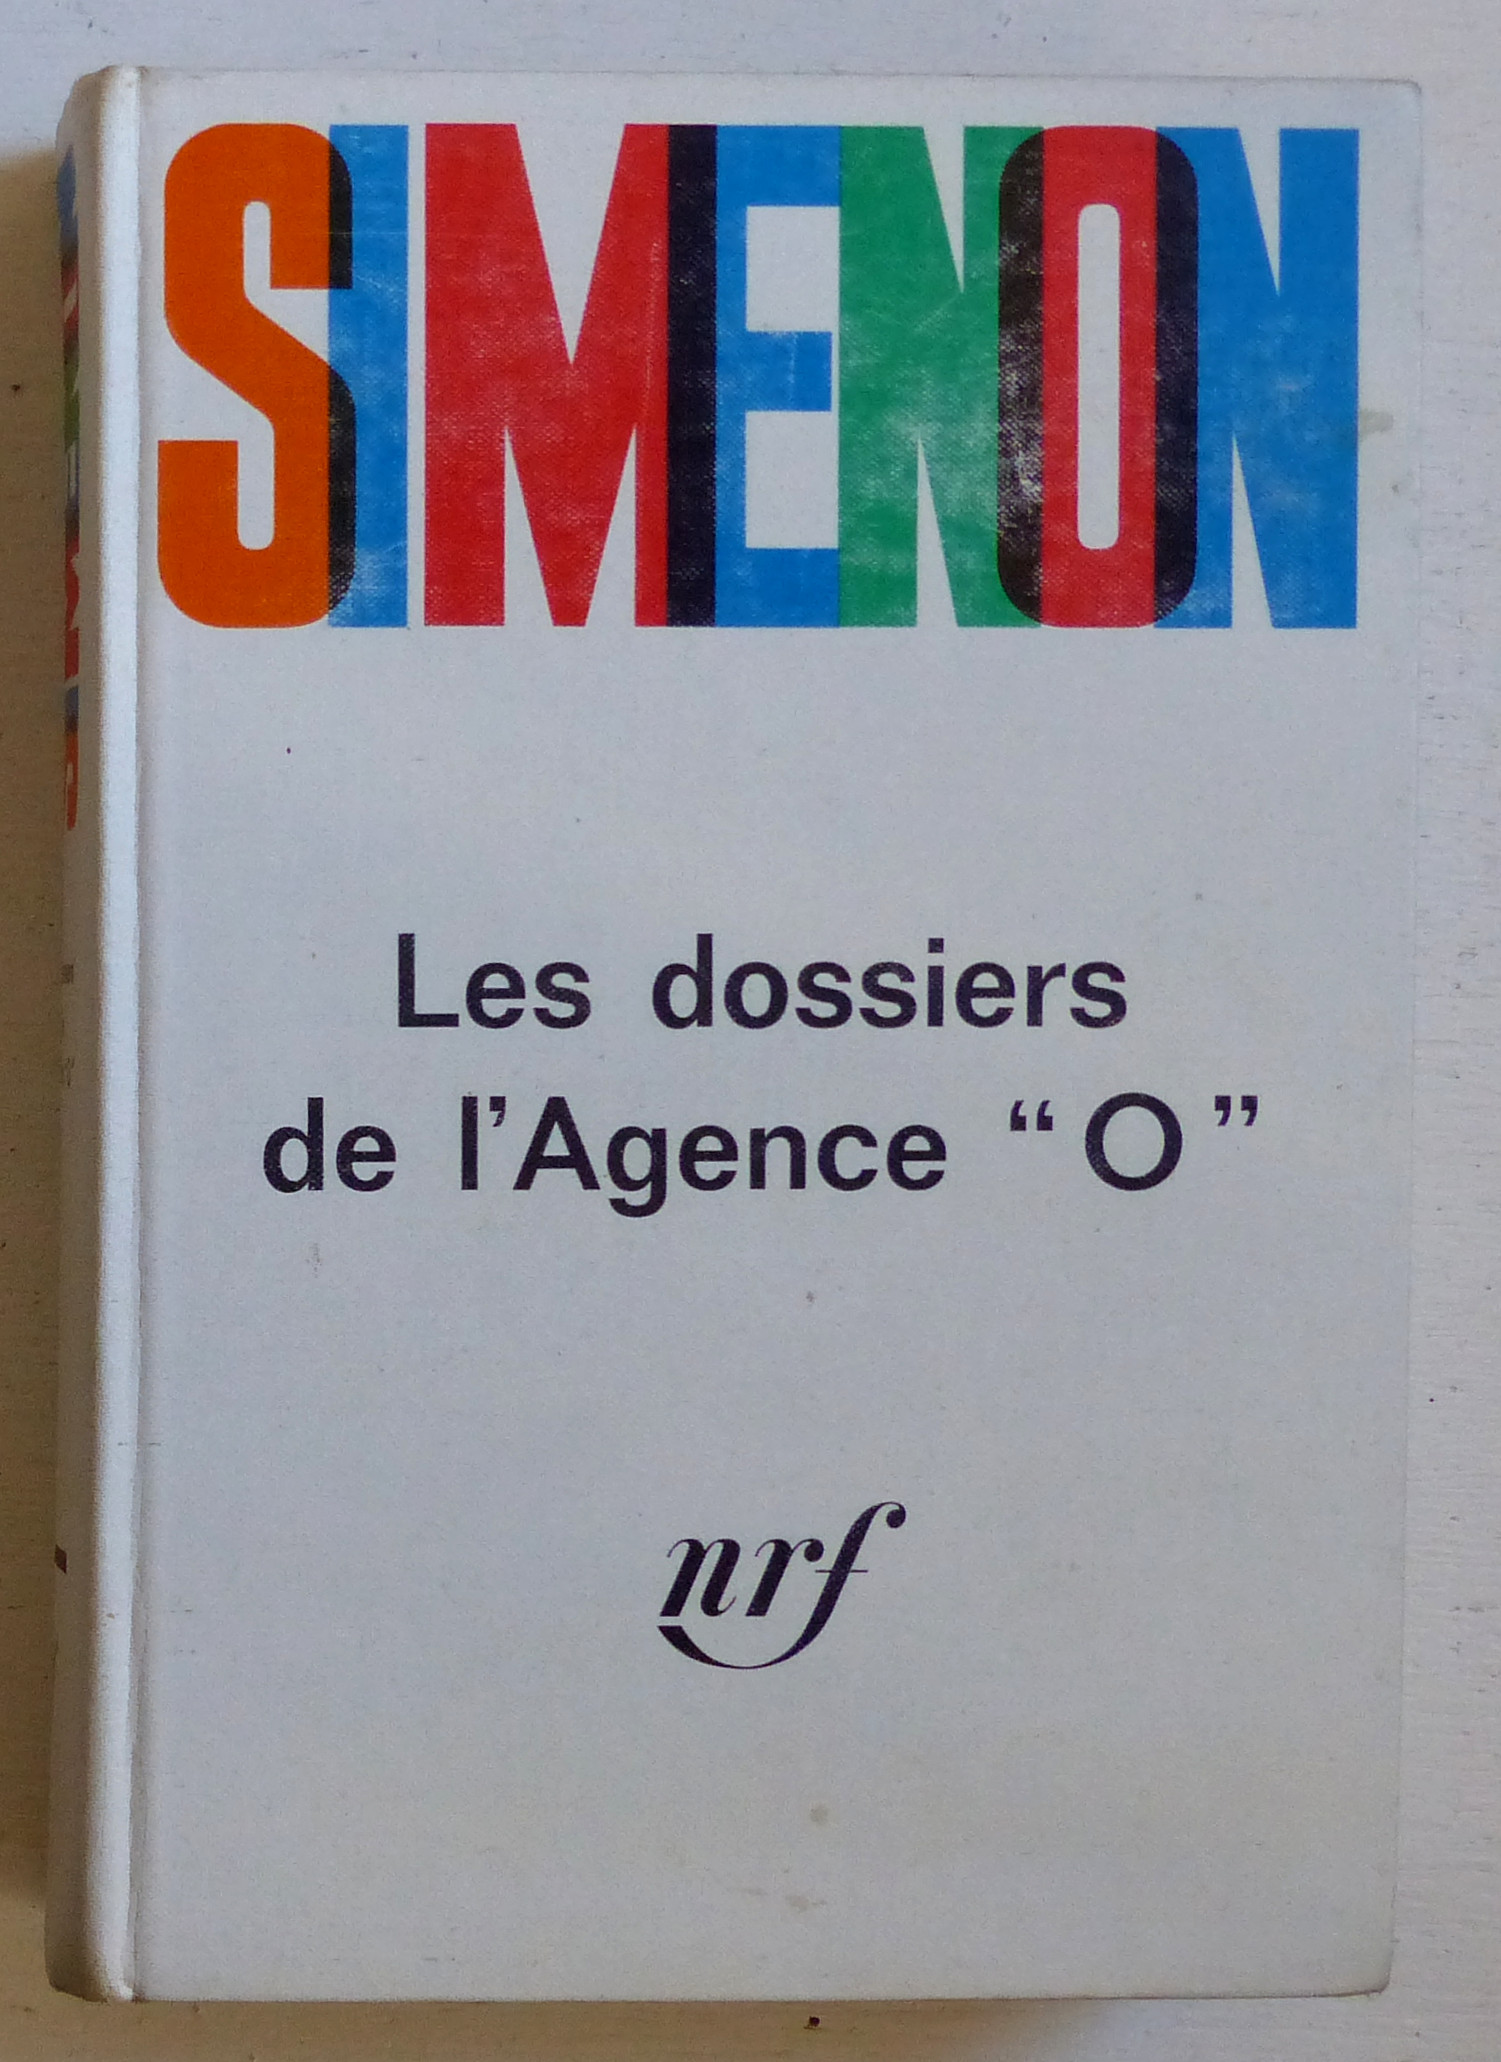 SIMENON
Les dossiers
de l’Agence “O”
nrf